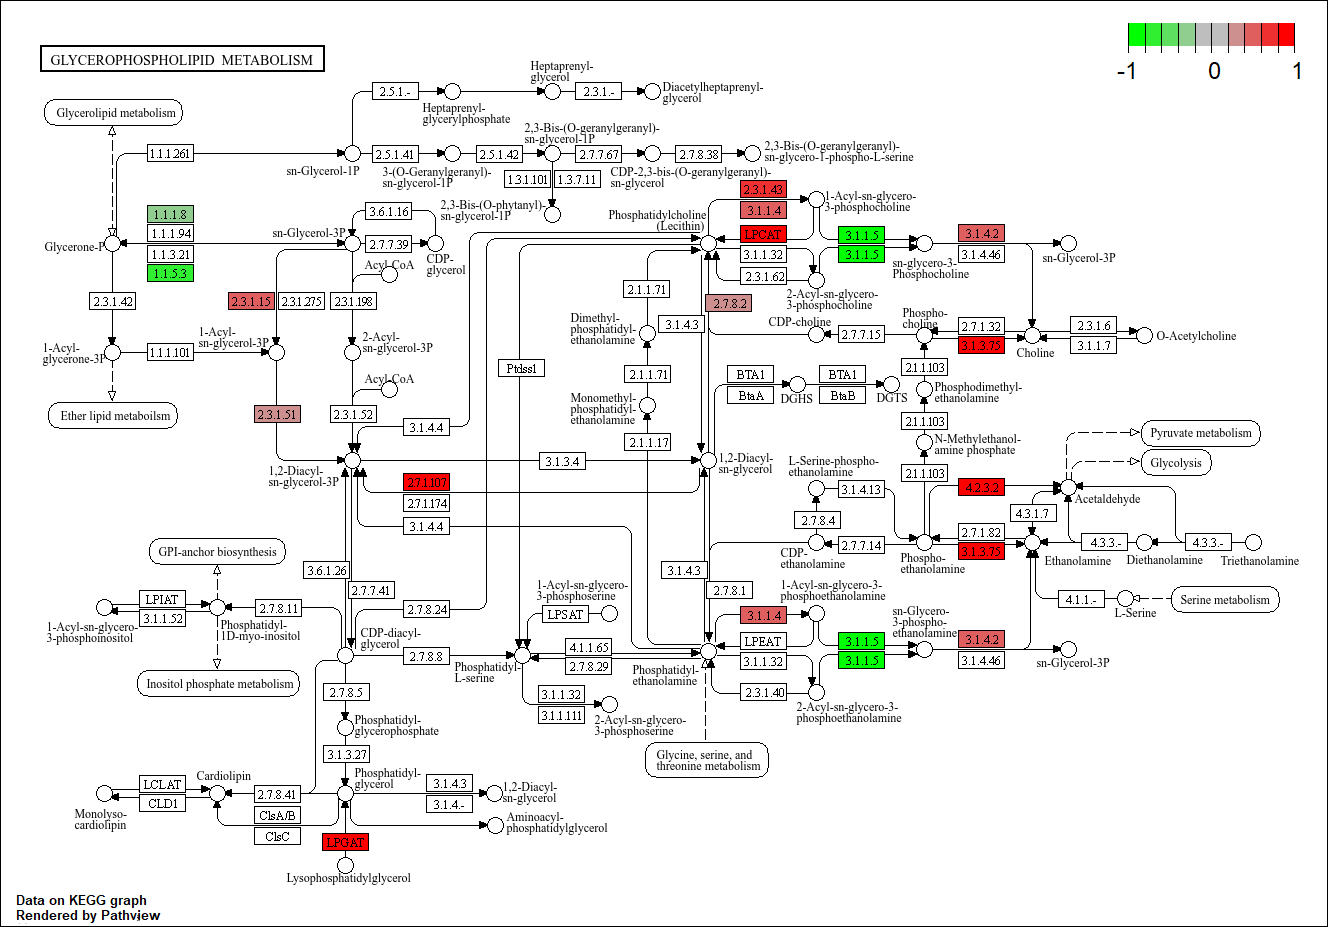 GLYCEROPHOSPHOLIPID METABOLISM
-1
0
1
Glycerolipid metabolism
2.5.1.-
Heptaprenyl-
glycerylphosphate
Heptaprenyl-
glycerol
2.3.1.-
Diacetylheptaprenyl-
glycerol
1.1.1.261
sn-Glycerol-1P
2.5.1.41
3-(O-Geranylgeranyl)-
sn-glycerol-1P
2.5.1.42
2,3-Bis-(O-geranylgeranyl)-
sn-glycerol-1P
2.7.7.67
CDP-2,3-bis-(O-geranylgeranyl)-
sn-glycerol
2.7.8.38
2,3-Bis-(O-geranylgeranyl)-
sn-glycero-1-phospho-L-serine
1.3.1.101
1.3.7.11
2,3-Bis-(O-phytanyl)-
sn-glycerol-1P
1.1.1.8
1.1.1.94
1.1.3.21
1.1.5.3
Glycerone-P
sn-Glycerol-3P
3.6.1.16
2.7.7.39
CDP-
glycerol
Acyl-CoA
2.3.1.42
2.3.1.15
2.3.1.275
2.3.1.198
1-Acyl-
glycerone-3P
1.1.1.101
1-Acyl-
sn-glycerol-3P
2-Acyl-
sn-glycerol-3P
Acyl-CoA
Ether lipid metaboilsm
2.3.1.51
2.3.1.52
3.1.4.4
1,2-Diacyl-
sn-glycerol-3P
3.1.3.4
2.7.1.107
2.7.1.174
3.1.4.4
Ptdss1
Phosphatidylcholine
(Lecithin)
2.3.1.43
3.1.1.4
LPCAT
3.1.1.32
2.3.1.62
1-Acyl-sn-glycero-
3-phosphocholine
3.1.1.5
3.1.1.5
2-Acyl-sn-glycero-
3-phosphocholine
sn-glycero-3-
Phosphocholine
3.1.4.2
3.1.4.46
sn-Glycerol-3P
2.1.1.71
Dimethyl-
phosphatidyl-
ethanolamine
3.1.4.3
2.7.8.2
CDP-choline
2.7.7.15
Phospho-
choline
2.7.1.32
3.1.3.75
Choline
2.3.1.6
3.1.1.7
O-Acetylcholine
2.1.1.71
Monomethyl-
phosphatidyl-
ethanolamine
2.1.1.17
BTA1
BtaA
DGHS
BTA1
BtaB
DGTS
2.1.1.103
Phosphodimethyl-
ethanolamine
2.1.1.103
N-Methylethanol-
amine phosphate
2.1.1.103
1,2-Diacyl-
sn-glycerol
L-Serine-phospho-
ethanolamine
3.1.4.13
2.7.8.4
CDP-
ethanolamine
2.7.7.14
Phospho-
ethanolamine
4.2.3.2
2.7.1.82
3.1.3.75
Pyruvate metabolism
Glycolysis
Acetaldehyde
4.3.1.7
Ethanolamine
4.3.3.-
Diethanolamine
4.3.3.-
Triethanolamine
4.1.1.-
L-Serine
Serine metabolism
GPI-anchor biosynthesis
3.6.1.26
2.7.7.41
LPIAT
3.1.1.52
1-Acyl-sn-glycero-
3-phosphoinositol
Phosphatidyl-
1D-myo-inositol
2.7.8.11
Inositol phosphate metabolism
CDP-diacyl-
glycerol
2.7.8.24
2.7.8.8
Phosphatidyl-
L-serine
1-Acyl-sn-glycero-
3-phosphoserine
LPSAT
4.1.1.65
2.7.8.29
3.1.1.32
3.1.1.111
2-Acyl-sn-glycero-
3-phosphoserine
3.1.4.3
2.7.8.1
Phosphatidyl-
ethanolamine
1-Acyl-sn-glycero-3-
phosphoethanolamine
3.1.1.4
LPEAT
3.1.1.32
2.3.1.40
3.1.1.5
3.1.1.5
sn-Glycero-
3-phospho-
ethanolamine
3.1.4.2
3.1.4.46
sn-Glycerol-3P
2-Acyl-sn-glycero-3-
phosphoethanolamine
Glycine, serine, and
threonine metabolism
2.7.8.5
Phosphatidyl-
glycerophosphate
3.1.3.27
Phosphatidyl-
glycerol
LCLAT
CLD1
Monolyso-
cardiolipin
Cardiolipin
2.7.8.41
ClsA/B
ClsC
3.1.4.3
3.1.4.-
1,2-Diacyl-
sn-glycerol
Aminoacyl-
phosphatidylglycerol
LPGAT
Lysophosphatidylglycerol
Data on KEGG graph
Rendered by Pathview